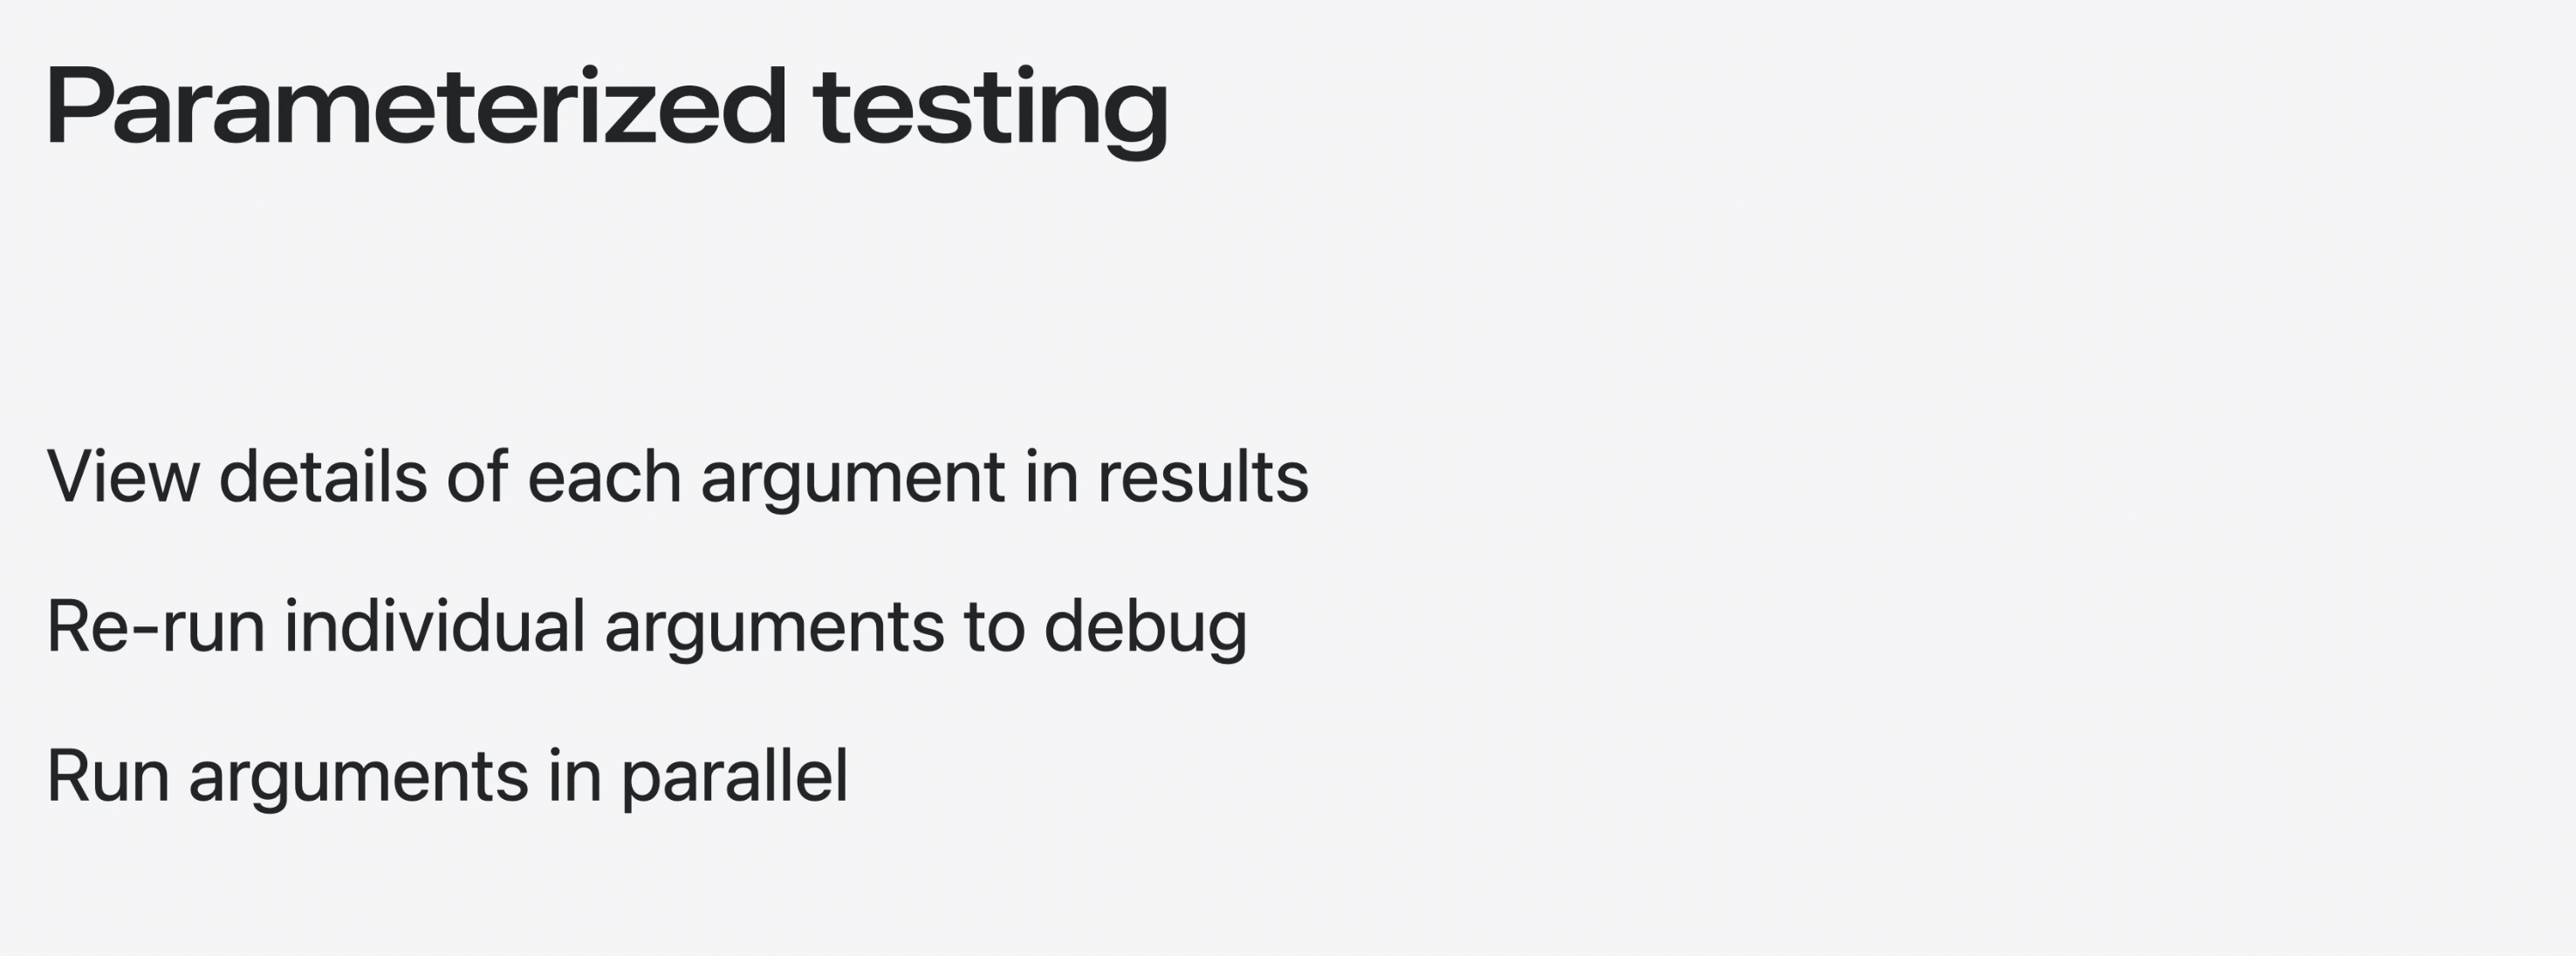 Parameterized testing
View details of each argument in results
Re-run individual arguments to debug
Run arguments in parallel